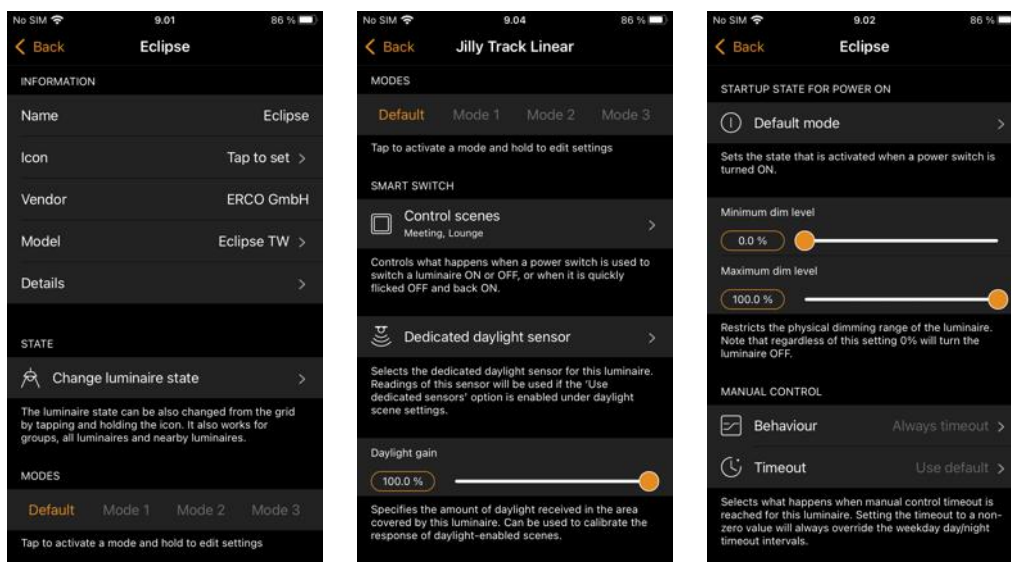 No SIM 9.01 86 %
Back Eclipse
INFORMATION
Name Eclipse
Icon Tap to set >
Vendor ERCO GmbH
Model Eclipse TW >
Details >
STATE
Change luminaire state >
The luminaire state can be also changed from the grid
by tapping and holding the icon. It also works for
groups, all luminaires and nearby luminaires.
MODES
Default Mode 1 Mode 2 Mode 3
Tap to activate a mode and hold to edit settings
No SIM 9.04 86 %
Back Jilly Track Linear
MODES
Default Mode 1 Mode 2 Mode 3
Tap to activate a mode and hold to edit settings
SMART SWITCH
Control scenes >
Meeting, Lounge
Controls what happens when a power switch is used to
switch a luminaire ON or OFF, or when it is quickly
flicked OFF and back ON.
Dedicated daylight sensor >
Selects the dedicated daylight sensor for this luminaire.
Readings of this sensor will be used if the 'Use
dedicated sensors' option is enabled under daylight
scene settings.
Daylight gain
100.0 %
Specifies the amount of daylight received in the area
covered by this luminaire. Can be used to calibrate the
response of daylight-enabled scenes.
No SIM 9.02 86 %
Back Eclipse
STARTUP STATE FOR POWER ON
Default mode >
Sets the state that is activated when a power switch is
turned ON.
Minimum dim level
0.0 %
Maximum dim level
100.0 %
Restricts the physical dimming range of the luminaire.
Note that regardless of this setting 0% will turn the
luminaire OFF.
MANUAL CONTROL
Behaviour Always timeout >
Timeout Use default >
Selects what happens when manual control timeout is
reached for this luminaire. Setting the timeout to a non-
zero value will always override the weekday day/night
timeout intervals.